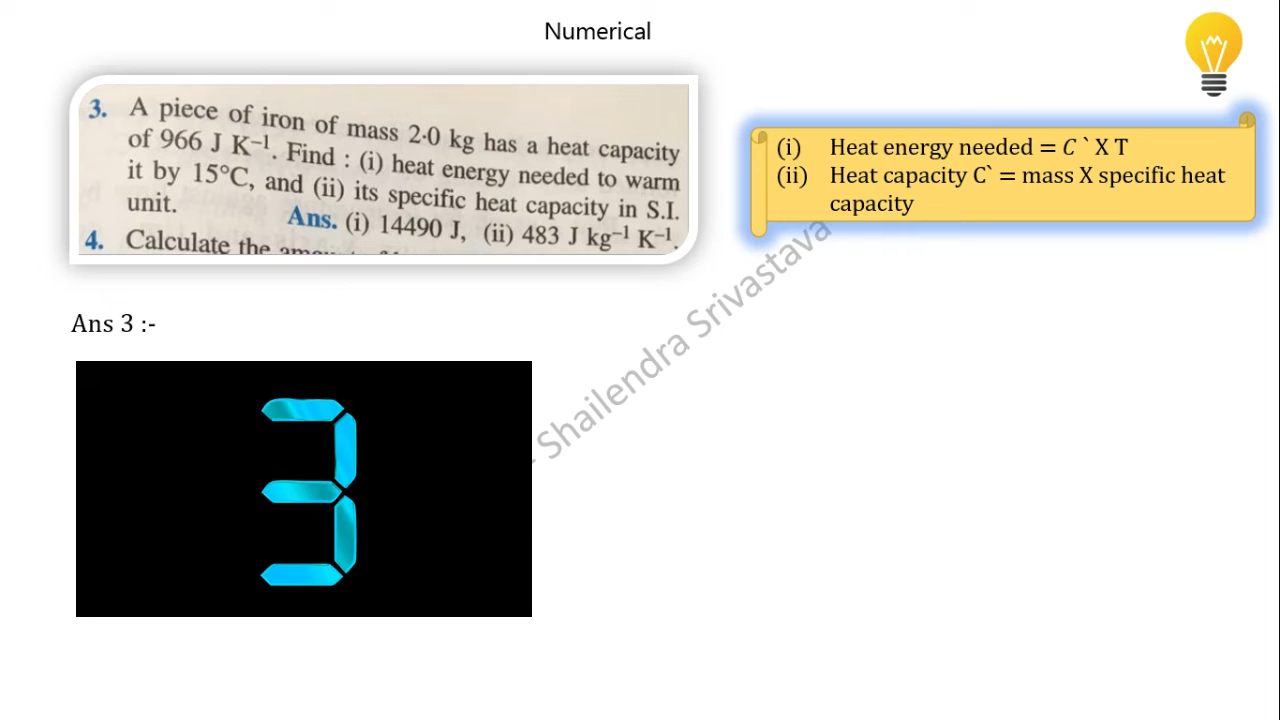 Numerical
3. A piece of iron of mass 2·0 kg has a heat capacity
of 966 J K⁻¹. Find : (i) heat energy needed to warm
it by 15°C, and (ii) its specific heat capacity in S.I.
unit. Ans. (i) 14490 J, (ii) 483 J kg⁻¹ K⁻¹.
4. Calculate the
(i) Heat energy needed = C ` X T
(ii) Heat capacity C` = mass X specific heat
capacity
Shailendra Srivastava
Ans 3 :-
3